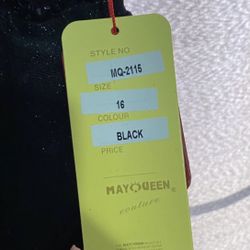 STYLE NO
MQ-2115
SIZE
16
COLOUR
BLACK
PRICE
MAYQUEEN®
couture